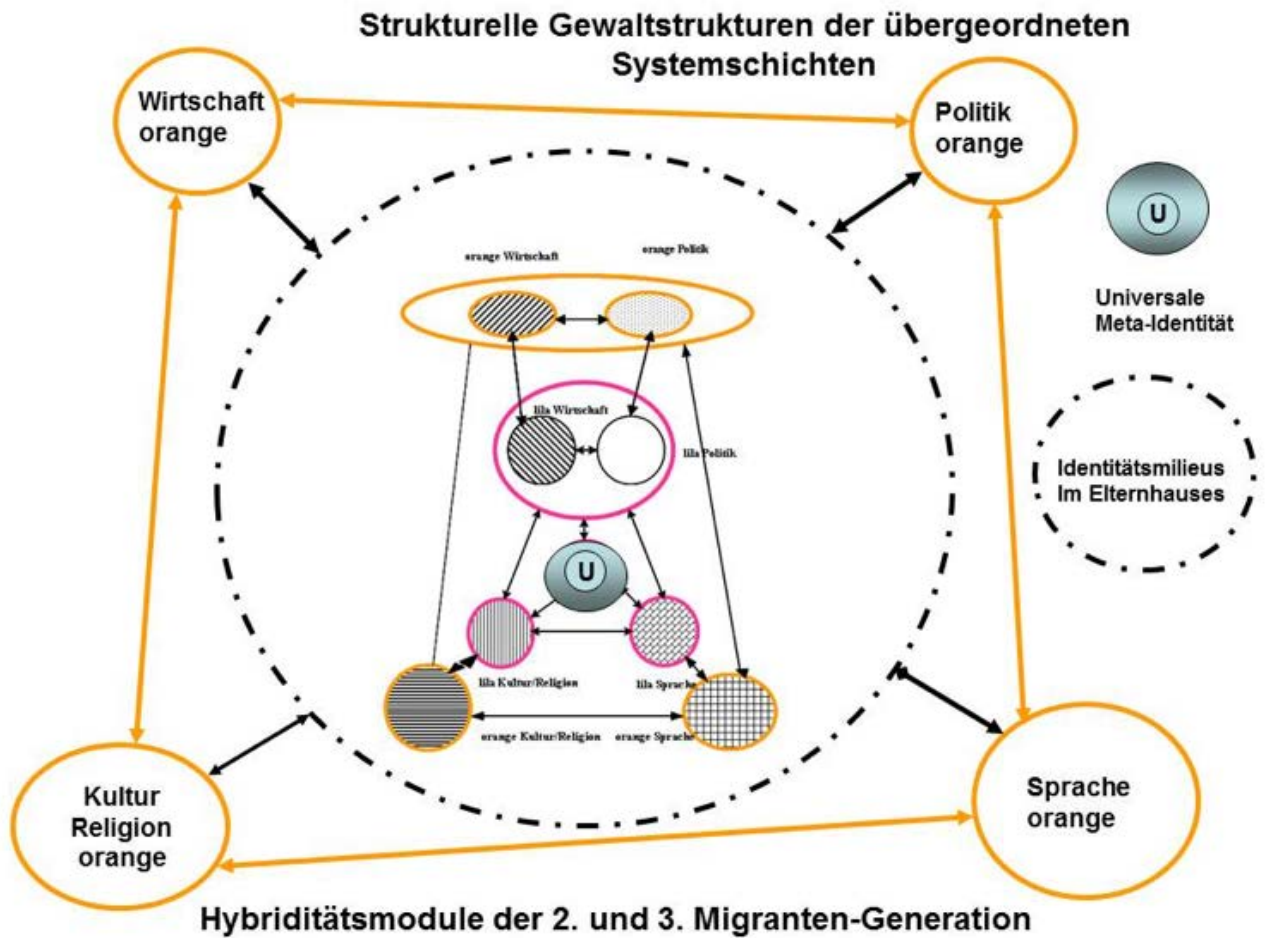 Strukturelle Gewaltstrukturen der übergeordneten
Systemschichten
Wirtschaft
orange
Politik
orange
U
Universale
Meta-Identität
orange Wirtschaft
orange Politik
lila Wirtschaft
lila Politik
Identitätsmilieus
Im Elternhauses
U
lila Kultur/Religion
lila Sprache
orange Kultur/Religion
orange Sprache
Kultur
Religion
orange
Sprache
orange
Hybriditätsmodule der 2. und 3. Migranten-Generation